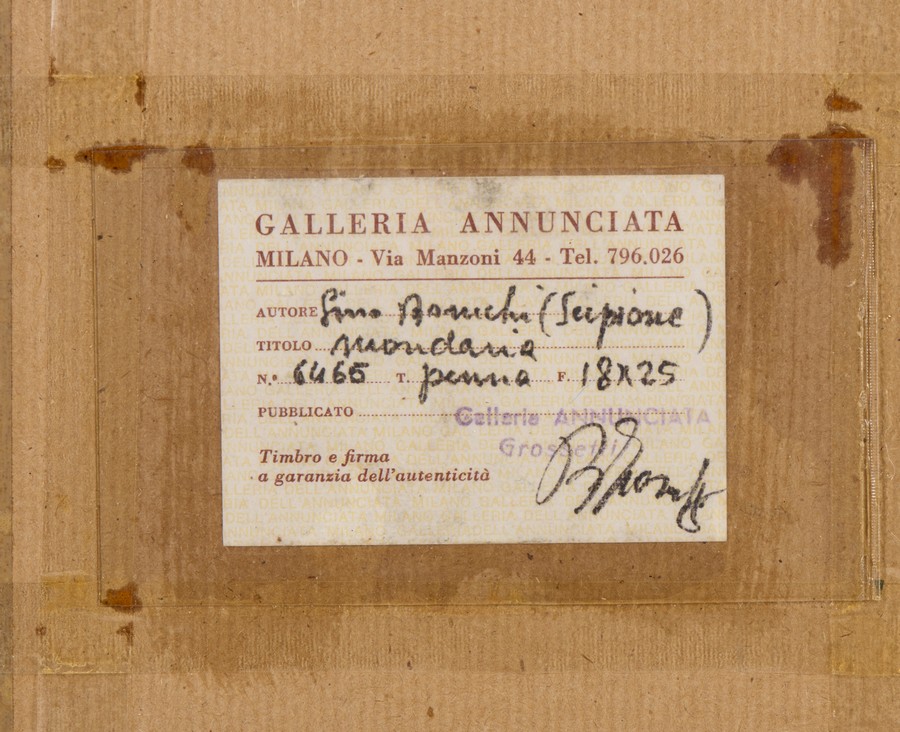 GALLERIA ANNUNCIATA
MILANO - Via Manzoni 44 - Tel. 796.026
AUTORE Gino Bonichi (Scipione)
TITOLO mondana
N.° 6465 T. penna F. 18x25
PUBBLICATO
Galleria ANNUNCIATA
Grossetti
Timbro e firma
a garanzia dell'autenticità